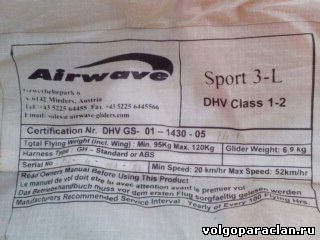 Airwave
Gewerbepark 6
A 6142 Mieders, Austria
Tel. +43 5225 64455 Fax +43 5225 6445566
Email: sales@airwave-gliders.com
Sport 3-L
DHV Class 1-2
Certification Nr. DHV GS- 01 - 1430 - 05
Total Flying Weight (incl. Wing) : Min. 95Kg Max. 120Kg
Glider Weight: 6,9 kg
Harness Type : GH - Standard or ABS
Serial No
Min Speed: 20 km/hr Max Speed: 52km/hr
Read Owners Manual Before Using This Product
Le manuel de vol doit etre lu avec attention avant le premier vol
Das Betriebshandbuch muss vor dem ersten Flug sorgfaeltig gelesen werden
Manufacturers Recommended Service Interval Yearly or Every 100 Flying Hrs
volgoparaclan.ru